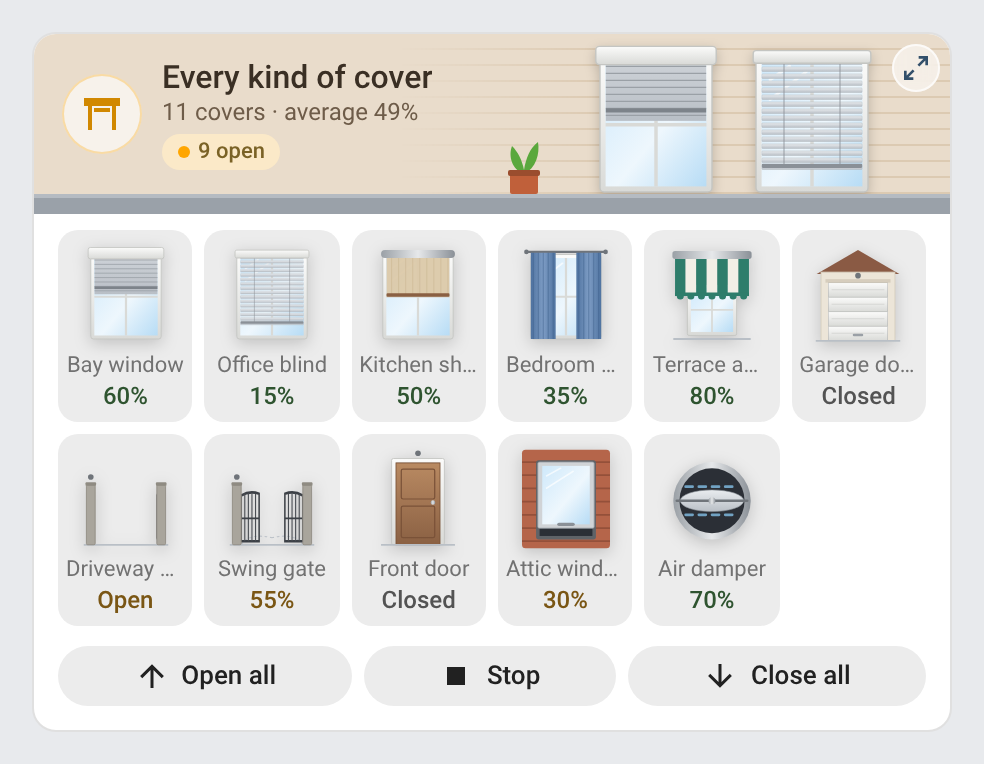 Every kind of cover
11 covers · average 49%
9 open
Bay window
60%
Office blind
15%
Kitchen sh...
50%
Bedroom ...
35%
Terrace a...
80%
Garage do...
Closed
Driveway ...
Open
Swing gate
55%
Front door
Closed
Attic wind...
30%
Air damper
70%
Open all
Stop
Close all